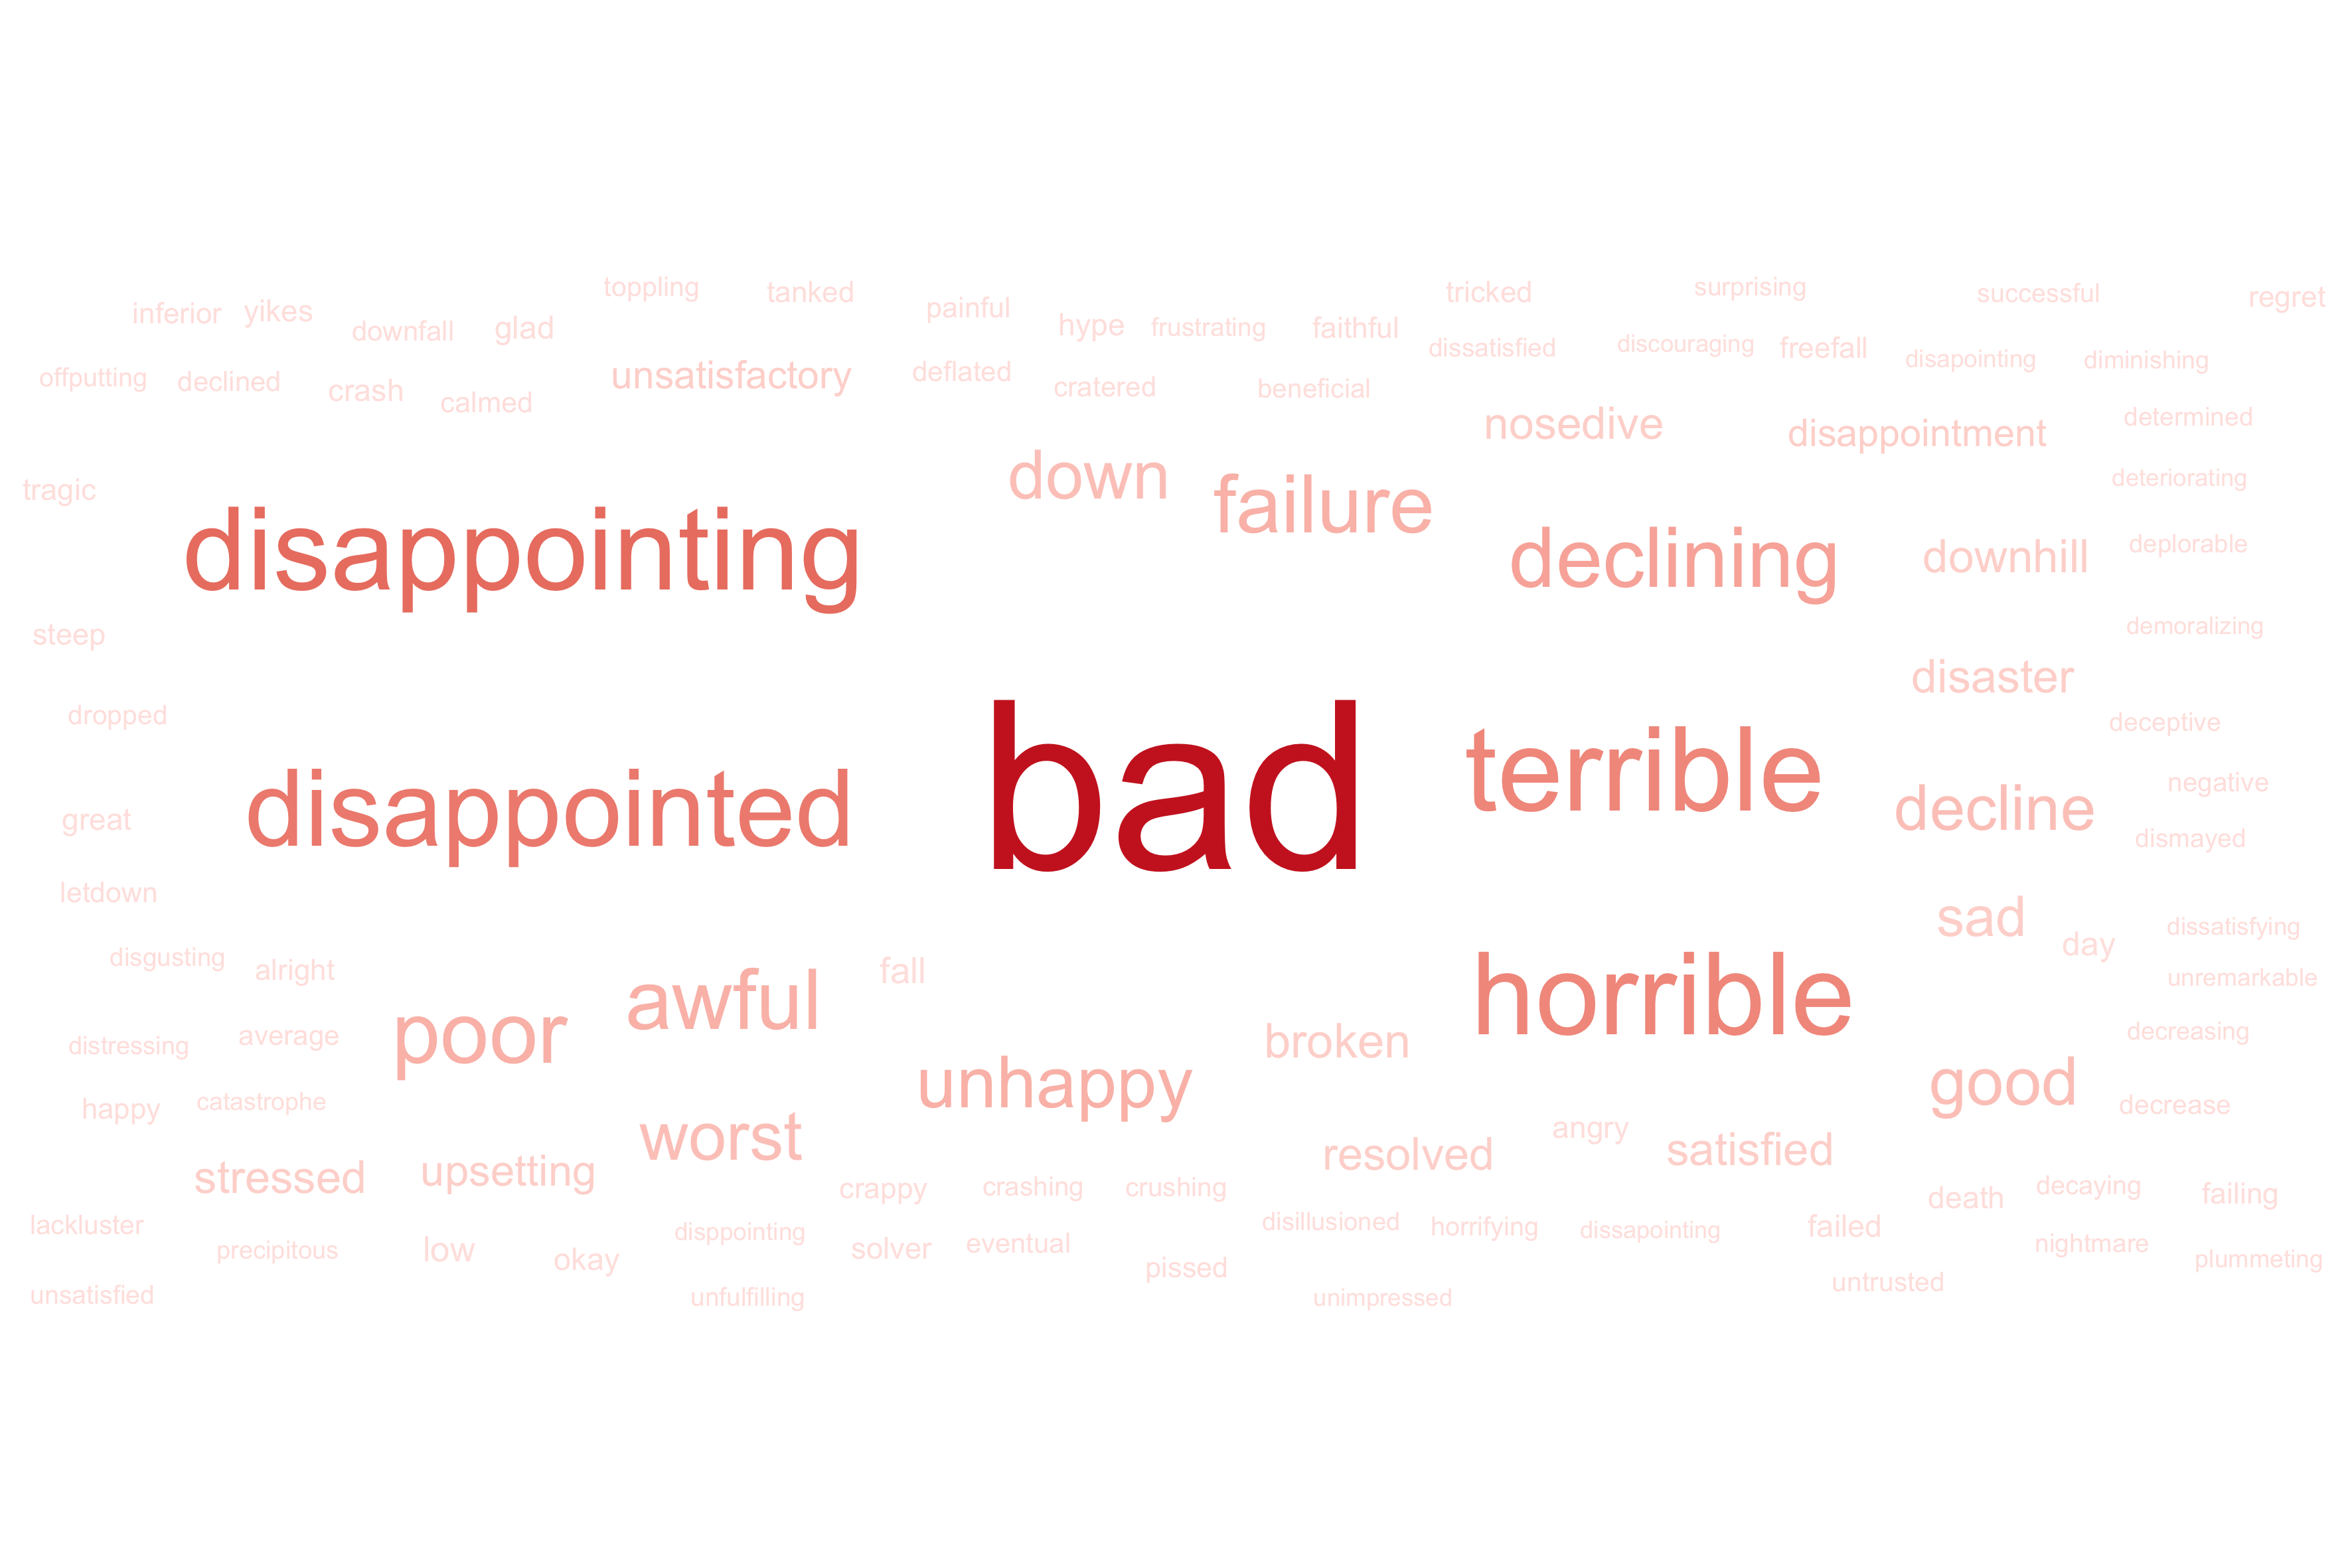 toppling tanked tricked surprising successful regret
inferior yikes downfall glad painful hype frustrating faithful
dissatisfied discouraging freefall disapointing diminishing
offputting declined crash calmed unsatisfactory deflated cratered beneficial
nosedive disappointment determined
down failure
tragic deteriorating
disappointing declining downhill deplorable
steep demoralizing
disaster
dropped deceptive
bad terrible
disappointed decline negative
great dismayed
letdown
sad day dissatisfying
disgusting alright awful fall horrible unremarkable
distressing average poor broken decreasing
happy catastrophe unhappy good decrease
worst resolved angry satisfied
stressed upsetting crappy crashing crushing death decaying failing
lackluster disppointing disillusioned horrifying dissapointing failed
precipitous low okay solver eventual pissed nightmare plummeting
unsatisfied unfulfilling unimpressed untrusted